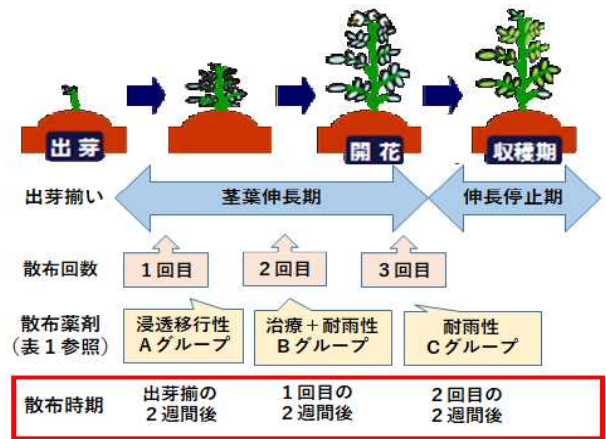 出芽
開花
収穫期
出芽揃い
茎葉伸長期
伸長停止期
散布回数
1回目
2回目
3回目
散布薬剤
（表１参照）
浸透移行性
Aグループ
治療＋耐雨性
Bグループ
耐雨性
Cグループ
散布時期
出芽揃の
２週間後
１回目の
２週間後
２回目の
２週間後